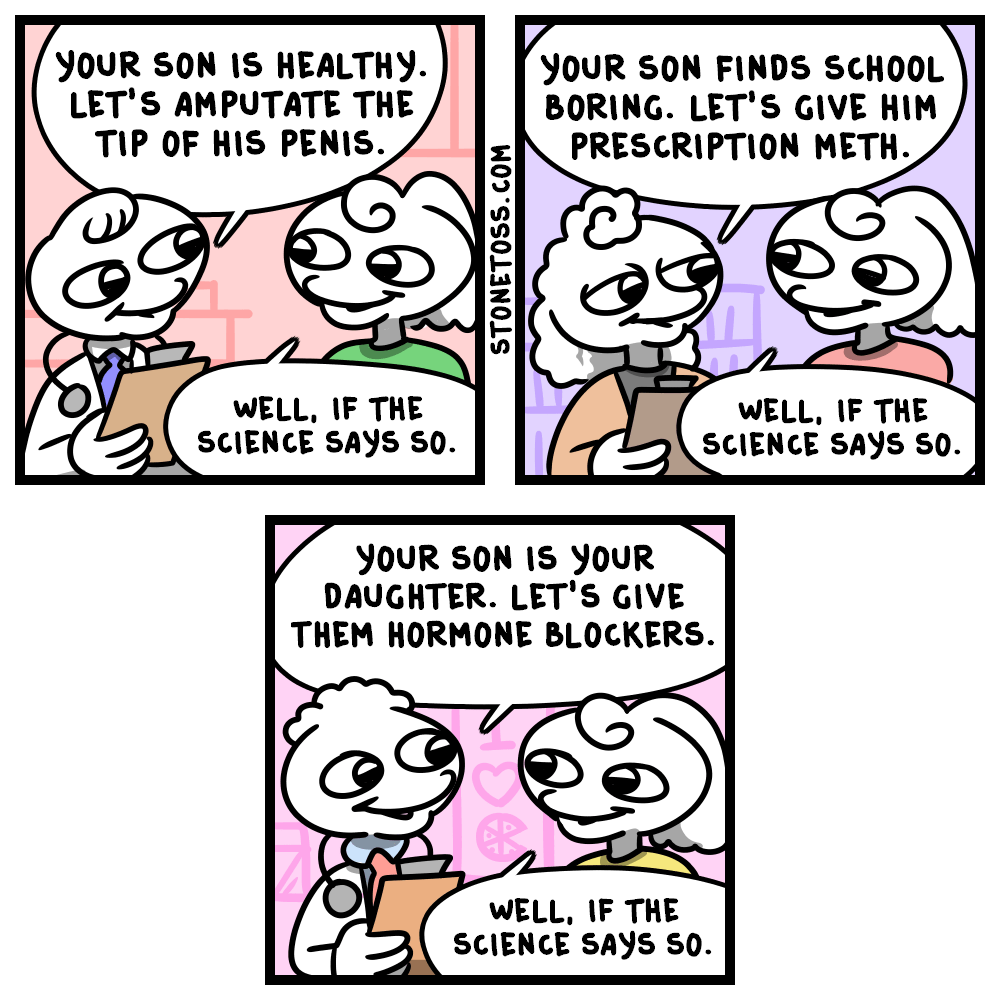 YOUR SON IS HEALTHY.
LET'S AMPUTATE THE
TIP OF HIS PENIS.
WELL, IF THE
SCIENCE SAYS SO.
STONETOSS.COM
YOUR SON FINDS SCHOOL
BORING. LET'S GIVE HIM
PRESCRIPTION METH.
WELL, IF THE
SCIENCE SAYS SO.
YOUR SON IS YOUR
DAUGHTER. LET'S GIVE
THEM HORMONE BLOCKERS.
I
WELL, IF THE
SCIENCE SAYS SO.